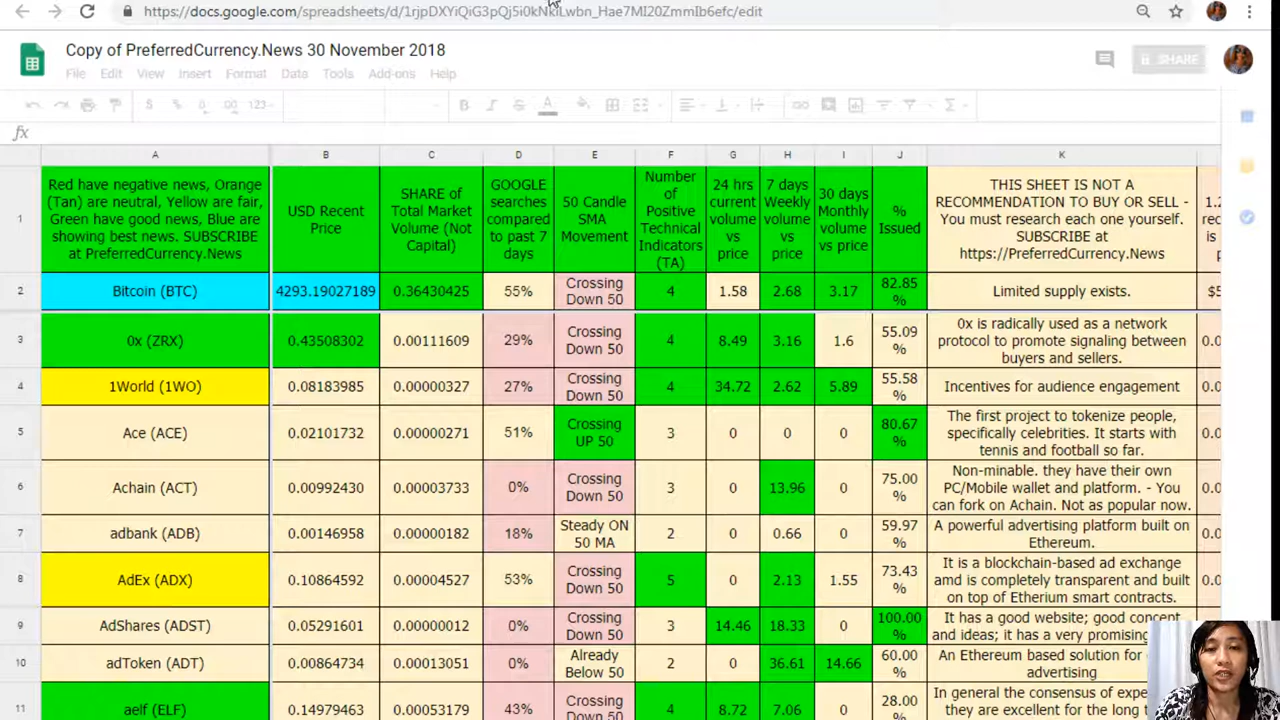 https://docs.google.com/spreadsheets/d/1rjpDXYiQiG3pQj5i0kNkiLwbn_Hae7MI20ZmmIb6efc/edit
Copy of PreferredCurrency.News 30 November 2018
File Edit View Insert Format Data Tools Add-ons Help
SHARE
$ % .0 .00 123
B I S A
fx
A B C D E F G H I J K
1
Red have negative news, Orange
(Tan) are neutral, Yellow are fair,
Green have good news, Blue are
showing best news. SUBSCRIBE
at PreferredCurrency.News
USD Recent
Price
SHARE of
Total Market
Volume (Not
Capital)
GOOGLE
searches
compared
to past 7
days
50 Candle
SMA
Movement
Number
of
Positive
Technical
Indicators
(TA)
24 hrs
current
volume
vs
price
7 days
Weekly
volume
vs
price
30 days
Monthly
volume
vs price
%
Issued
THIS SHEET IS NOT A
RECOMMENDATION TO BUY OR SELL -
You must research each one yourself.
SUBSCRIBE at
https://PreferredCurrency.News
2
Bitcoin (BTC)
4293.19027189
0.36430425
55%
Crossing
Down 50
4
1.58
2.68
3.17
82.85
%
Limited supply exists.
3
0x (ZRX)
0.43508302
0.00111609
29%
Crossing
Down 50
4
8.49
3.16
1.6
55.09
%
0x is radically used as a network
protocol to promote signaling between
buyers and sellers.
4
1World (1WO)
0.08183985
0.00000327
27%
Crossing
Down 50
4
34.72
2.62
5.89
55.58
%
Incentives for audience engagement
5
Ace (ACE)
0.02101732
0.00000271
51%
Crossing
UP 50
3
0
0
0
80.67
%
The first project to tokenize people,
specifically celebrities. It starts with
tennis and football so far.
6
Achain (ACT)
0.00992430
0.00003733
0%
Crossing
Down 50
3
0
13.96
0
75.00
%
Non-minable. they have their own
PC/Mobile wallet and platform. - You
can fork on Achain. Not as popular now.
7
adbank (ADB)
0.00146958
0.00000182
18%
Steady ON
50 MA
2
0
0.66
0
59.97
%
A powerful advertising platform built on
Ethereum.
8
AdEx (ADX)
0.10864592
0.00004527
53%
Crossing
Down 50
5
0
2.13
1.55
73.43
%
It is a blockchain-based ad exchange
amd is completely transparent and built
on top of Etherium smart contracts.
9
AdShares (ADST)
0.05291601
0.00000012
0%
Crossing
Down 50
3
14.46
18.33
0
100.00
%
It has a good website; good concept
and ideas; it has a very promising
10
adToken (ADT)
0.00864734
0.00013051
0%
Already
Below 50
2
0
36.61
14.66
60.00
%
An Ethereum based solution for
advertising
11
aelf (ELF)
0.14979463
0.00053179
43%
Crossing
Down 50
4
8.72
7.06
0
28.00
%
In general the consensus of
they are excellent for the long